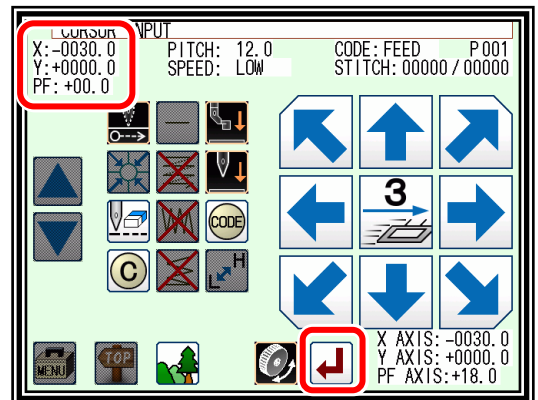 CURSOR INPUT
X:-0030.0 PITCH: 12.0 CODE:FEED P001
Y:+0000.0 SPEED: LOW STITCH:00000/00000
PF:+00.0
3
CODE
C
L H
X AXIS:-0030.0
Y AXIS:+0000.0
MENU TOP
PF AXIS:+18.0